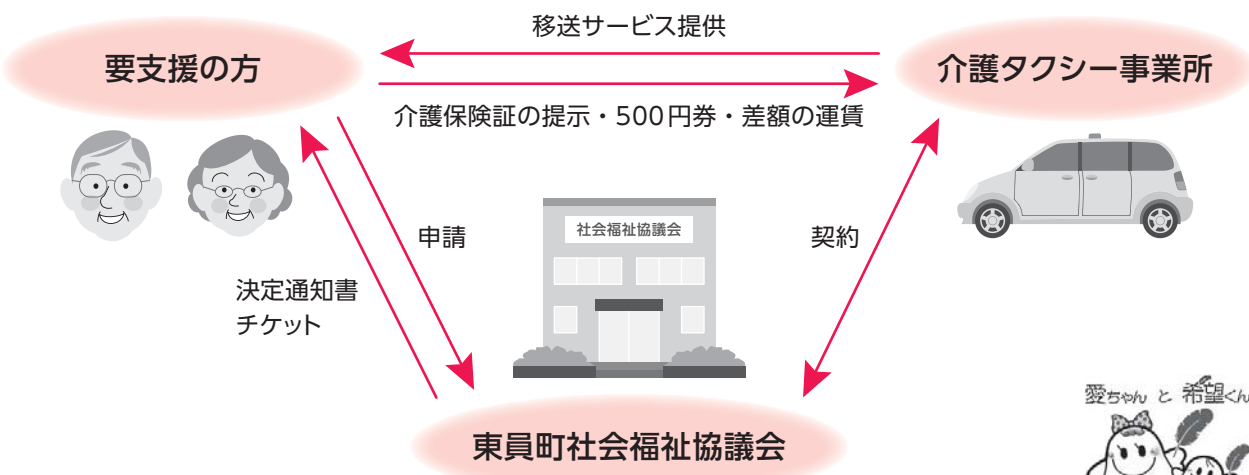 移送サービス提供
要支援の方
介護タクシー事業所
介護保険証の提示・500円券・差額の運賃
社会福祉協議会
申請
契約
決定通知書
チケット
愛ちゃん と 希望くん
東員町社会福祉協議会